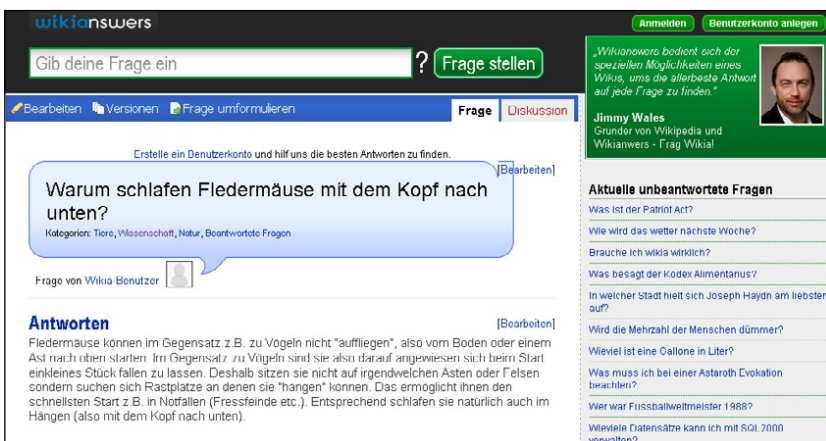 wikianswers
Anmelden
Benutzerkonto anlegen
Gib deine Frage ein
?
Frage stellen
Bearbeiten
Versionen
Frage umformulieren
Frage
Diskussion
Erstelle ein Benutzerkonto und hilf uns die besten Antworten zu finden.
[Bearbeiten]
Warum schlafen Fledermäuse mit dem Kopf nach
unten?
Kategorien: Tiere, Wissenschaft, Natur, Beantwortete Fragen
Frage von Wikia Benutzer
Antworten
[Bearbeiten]
Fledermäuse können im Gegensatz z.B. zu Vögeln nicht "auffliegen", also vom Boden oder einem
Ast nach oben starten. Im Gegensatz zu Vögeln sind sie also darauf angewiesen sich beim Start
einkleines Stück fallen zu lassen. Deshalb sitzen sie nicht auf irgendwelchen Ästen oder Felsen
sondern suchen sich Rastplätze an denen sie "hängen" können. Das ermöglicht ihnen den
schnellsten Start z.B. in Notfällen (Fressfeinde etc.). Entsprechend schlafen sie natürlich auch im
Hängen (also mit dem Kopf nach unten).
„Wikianswers bedient sich der
speziellen Möglichkeiten eines
Wikis, ums die allerbeste Antwort
auf jede Frage zu finden."
Jimmy Wales
Gründer von Wikipedia und
Wikianwers - Frag Wikia!
Aktuelle unbeantwortete Fragen
Was ist der Patriot Act?
Wie wird das wetter nächste Woche?
Brauche ich wikia wirklich?
Was besagt der Kodex Alimentarius?
In welcher Stadt hielt sich Joseph Haydn am liebsten
auf?
Wird die Mehrzahl der Menschen dümmer?
Wieviel ist eine Gallone in Liter?
Was muss ich bei einer Astaroth Evokation
beachten?
Wer war Fussballweltmeister 1988?
Wieviele Datensätze kann ich mit SQL 2000
verwalten?